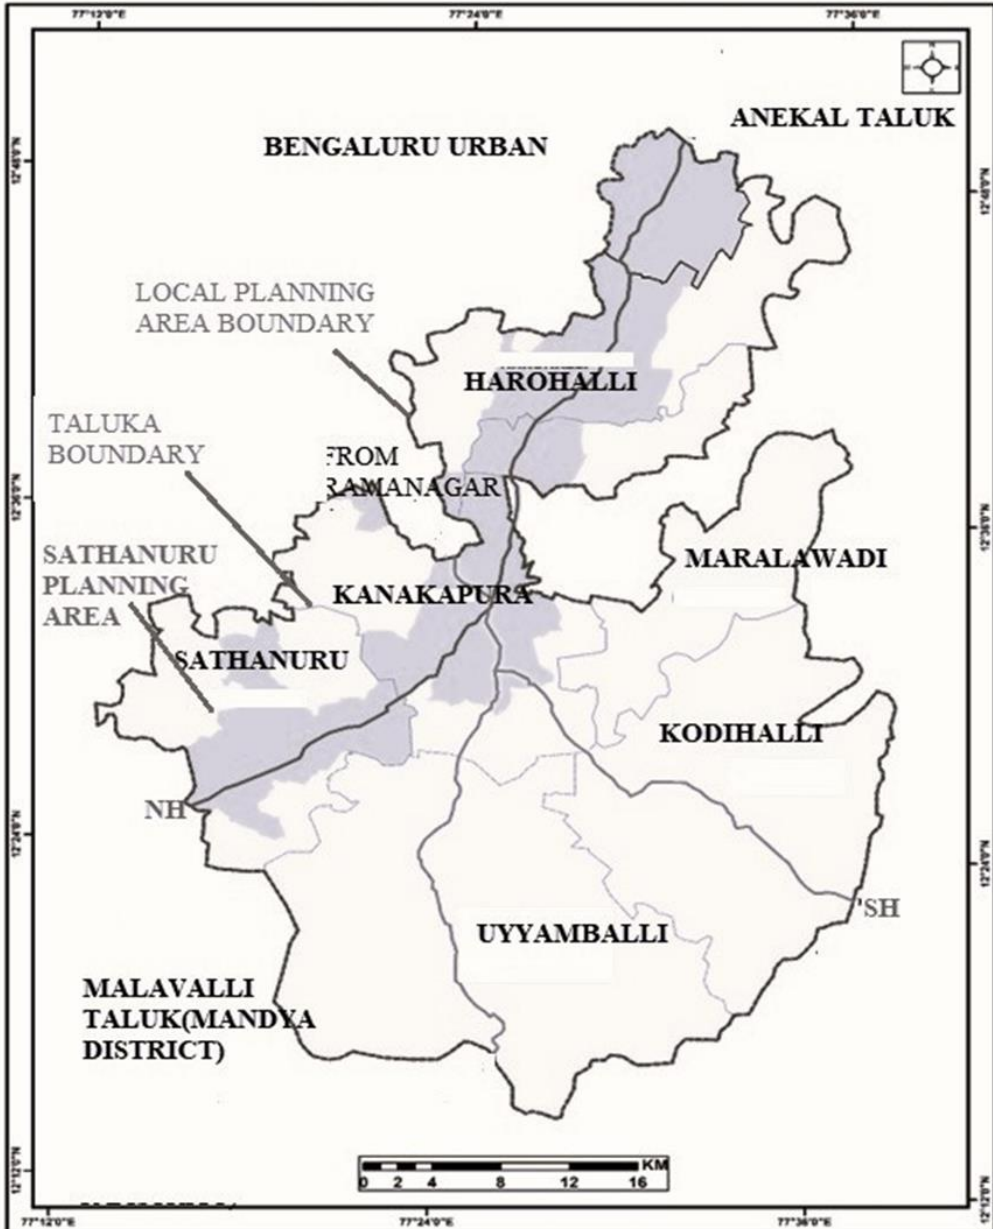 77°12'0"E
77°24'0"E
77°36'0"E
ANEKAL TALUK
BENGALURU URBAN
LOCAL PLANNING
AREA BOUNDARY
HAROHALLI
TALUKA
BOUNDARY
FROM
RAMANAGAR
SATHANURU
PLANNING
AREA
MARALAWADI
KANAKAPURA
SATHANURU
KODIHALLI
NH
SH
UYYAMBALLI
MALAVALLI
TALUK(MANDYA
DISTRICT)
KM
0 2 4 8 12 16
77°12'0"E
77°24'0"E
77°36'0"E